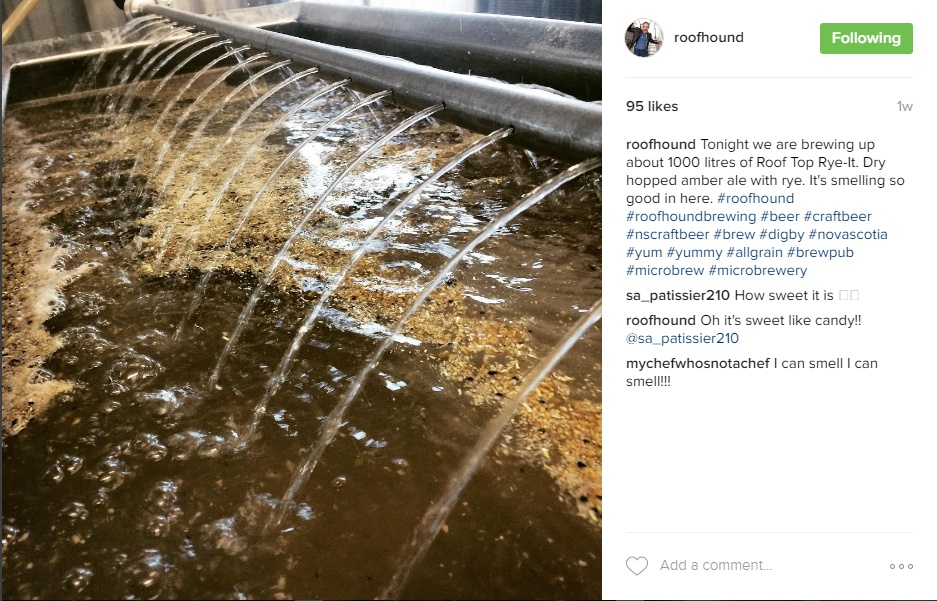 roofhound
Following
95 likes
1w
roofhound Tonight we are brewing up
about 1000 litres of Roof Top Rye-It. Dry
hopped amber ale with rye. It's smelling so
good in here. #roofhound
#roofhoundbrewing #beer #craftbeer
#nscraftbeer #brew #digby #novascotia
#yum #yummy #allgrain #brewpub
#microbrew #microbrewery
sa_patissier210 How sweet it is
roofhound Oh it's sweet like candy!!
@sa_patissier210
mychefwhosnotachef I can smell I can
smell!!!
Add a comment...